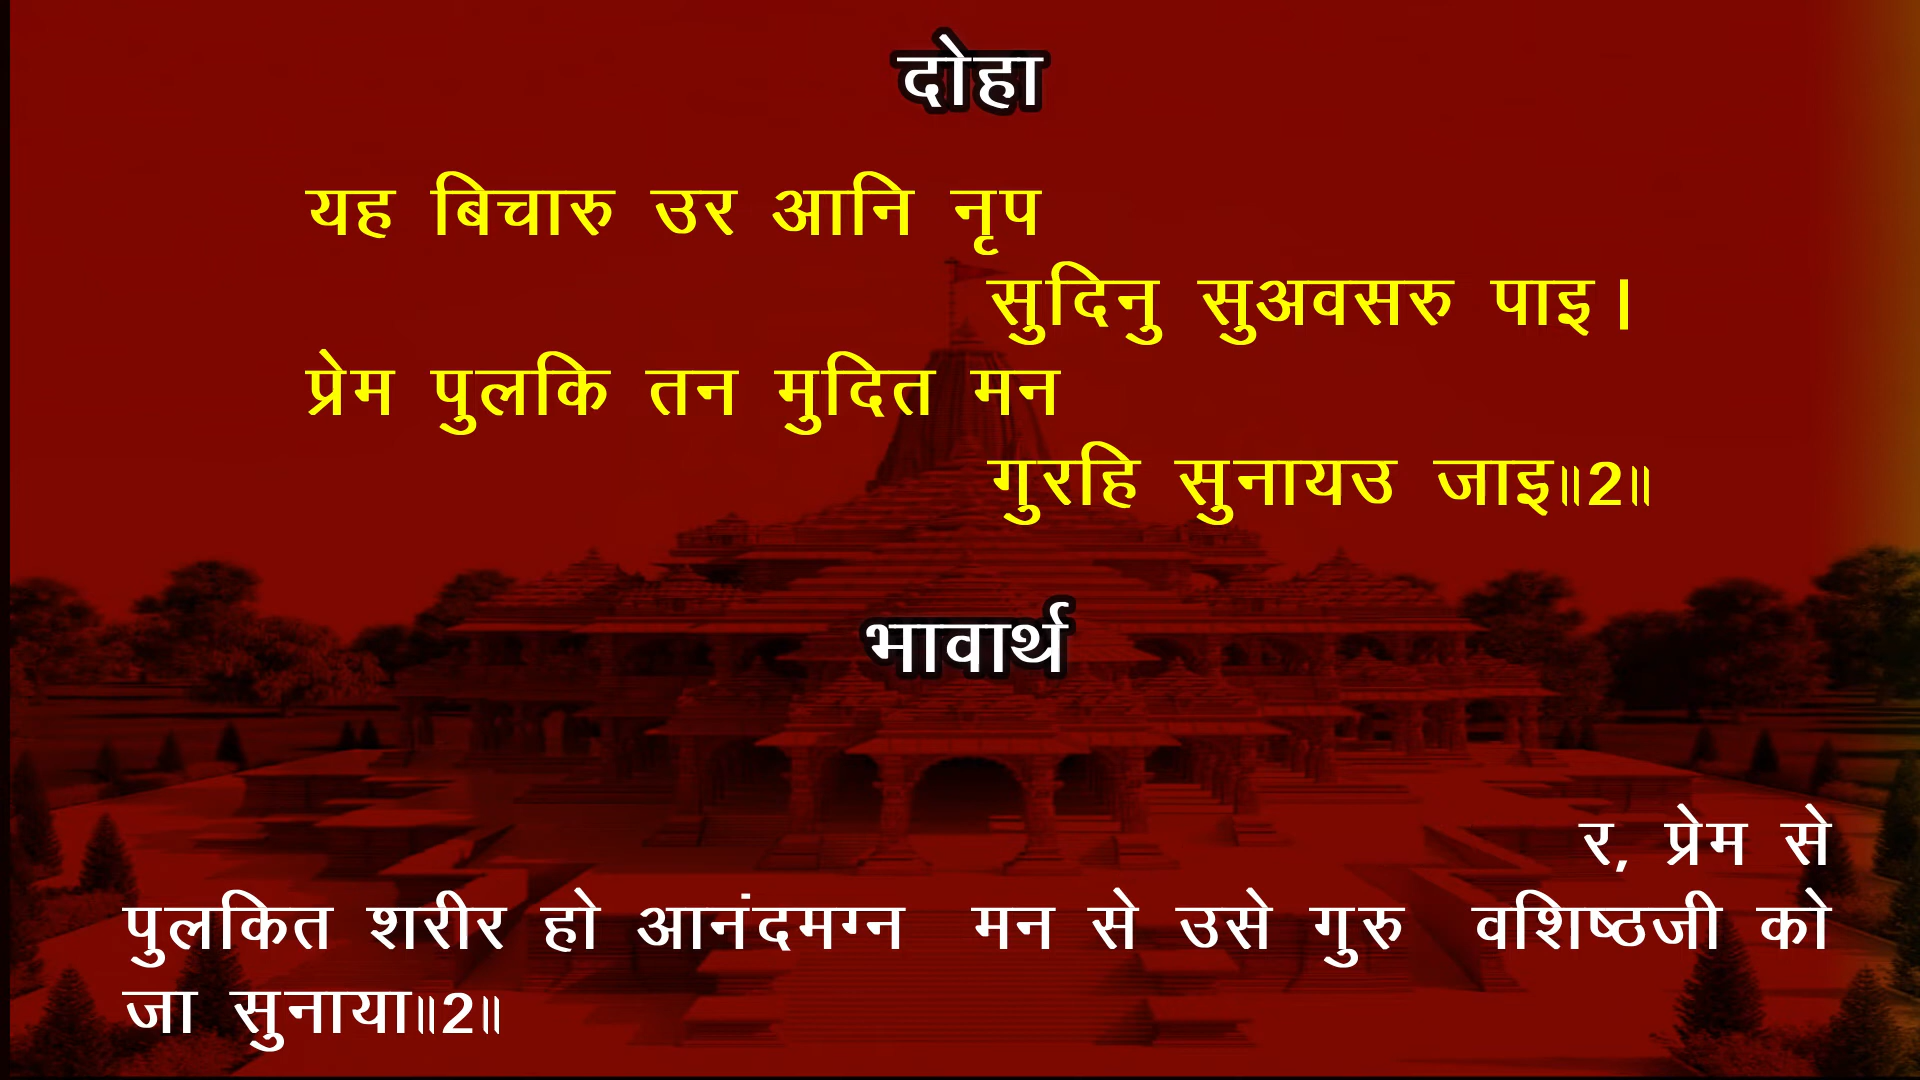 दोहा
यह बिचारु उर आनि नृप
सुदिनु सुअवसरु पाइ।
प्रेम पुलकि तन मुदित मन
गुरहि सुनायउ जाइ॥2॥
भावार्थ
र, प्रेम से
पुलकित शरीर हो आनंदमग्न मन से उसे गुरु वशिष्ठजी को
जा सुनाया॥2॥